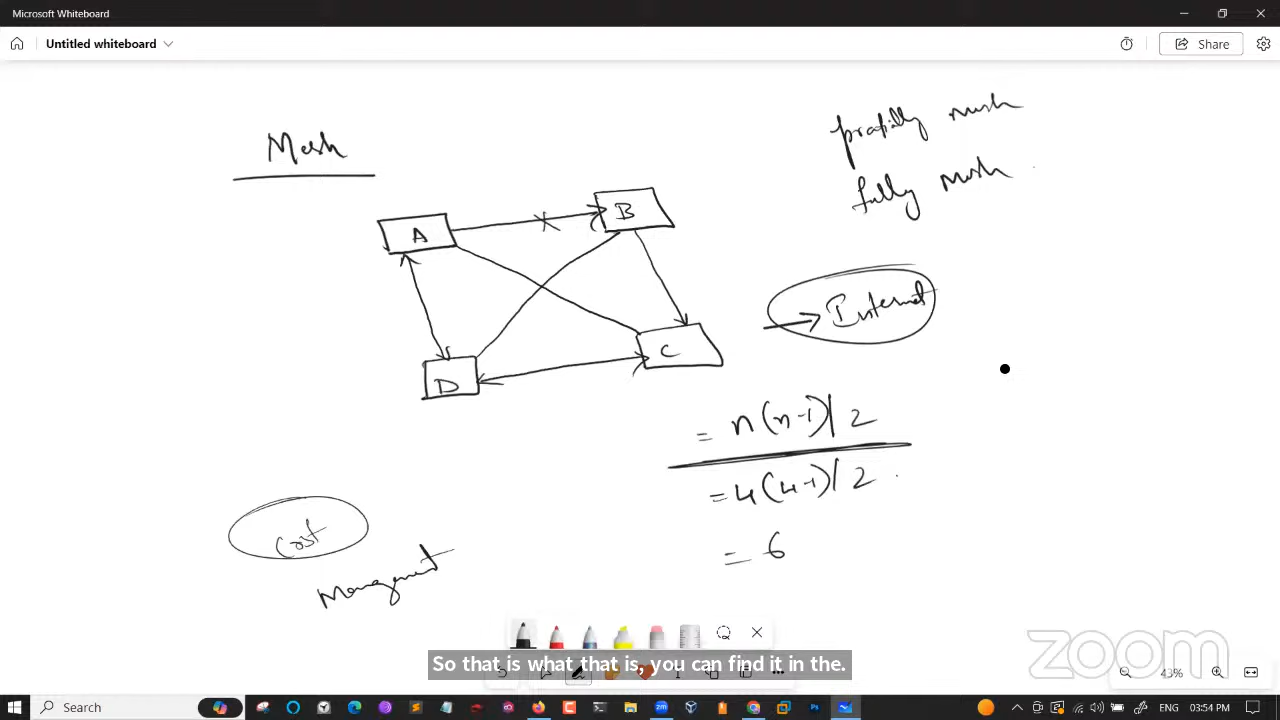 Microsoft Whiteboard
Untitled whiteboard
Share
Mesh
mesh
fully mesh
A
B
C
D
Internet
= n(n-1)/2
= 4(4-1)/2
= 6
Cost
Management
So that is what that is, you can find it in the.
zoom
43%
Search
ENG
03:54 PM